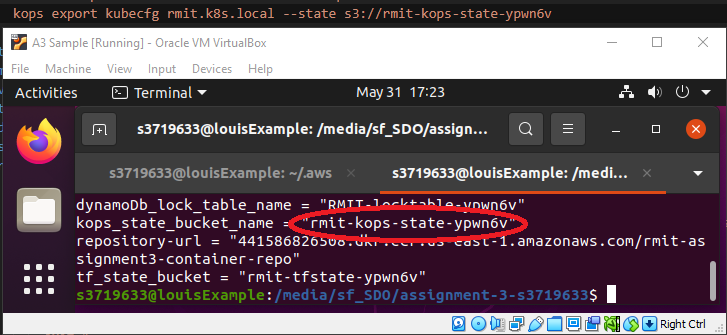 kops export kubecfg rmit.k8s.local --state s3://rmit-kops-state-ypwn6v
A3 Sample [Running] - Oracle VM VirtualBox
File Machine View Input Devices Help
Activities Terminal May 31 17:23
s3719633@louisExample: /media/sf_SDO/assignm...
s3719633@louisExample: ~/.aws s3719633@louisExample: /medi...
dynamoDb_lock_table_name = "RMIT-locktable-ypwn6v"
kops_state_bucket_name = "rmit-kops-state-ypwn6v"
repository-url = "441586826508.dkr.ecr.us-east-1.amazonaws.com/rmit-as
signment3-container-repo"
tf_state_bucket = "rmit-tfstate-ypwn6v"
s3719633@louisExample:/media/sf_SDO/assignment-3-s3719633$
Right Ctrl